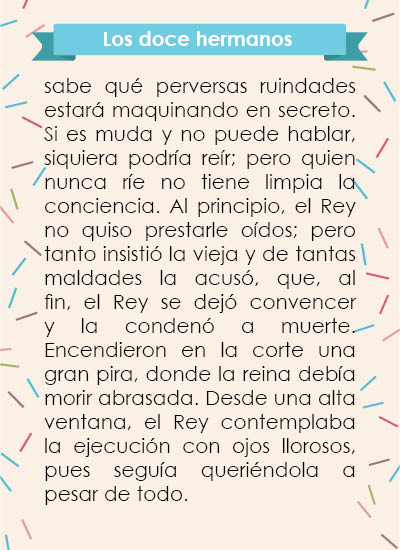 Los doce hermanos
sabe qué perversas ruindades
estará maquinando en secreto.
Si es muda y no puede hablar,
siquiera podría reír; pero quien
nunca ríe no tiene limpia la
conciencia. Al principio, el Rey
no quiso prestarle oídos; pero
tanto insistió la vieja y de tantas
maldades la acusó, que, al
fin, el Rey se dejó convencer
y la condenó a muerte.
Encendieron en la corte una
gran pira, donde la reina debía
morir abrasada. Desde una alta
ventana, el Rey contemplaba
la ejecución con ojos llorosos,
pues seguía queriéndola a
pesar de todo.